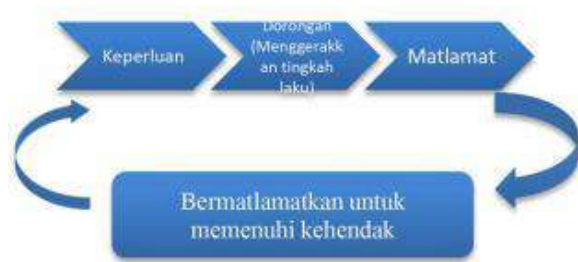 Keperluan
Dorongan
(Menggerakk
an tingkah
laku)
Matlamat
Bermatlamatkan untuk
memenuhi kehendak